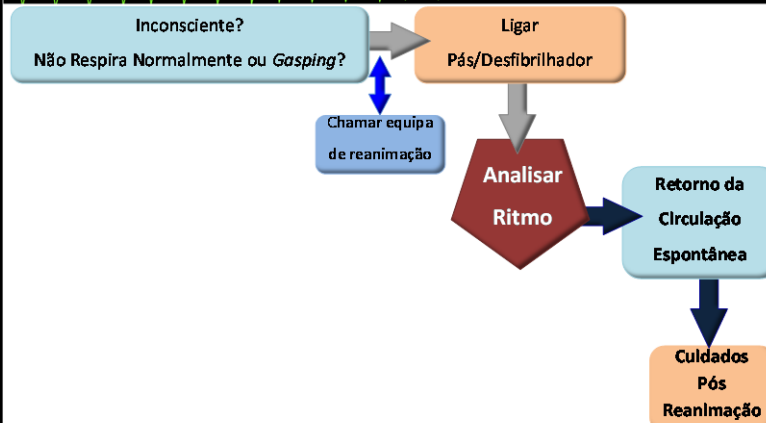 Inconsciente?
Não Respira Normalmente ou Gasping?
Ligar
Pás/Desfibrilhador
Chamar equipa
de reanimação
Analisar
Ritmo
Retorno da
Circulação
Espontânea
Cuidados
Pós
Reanimação